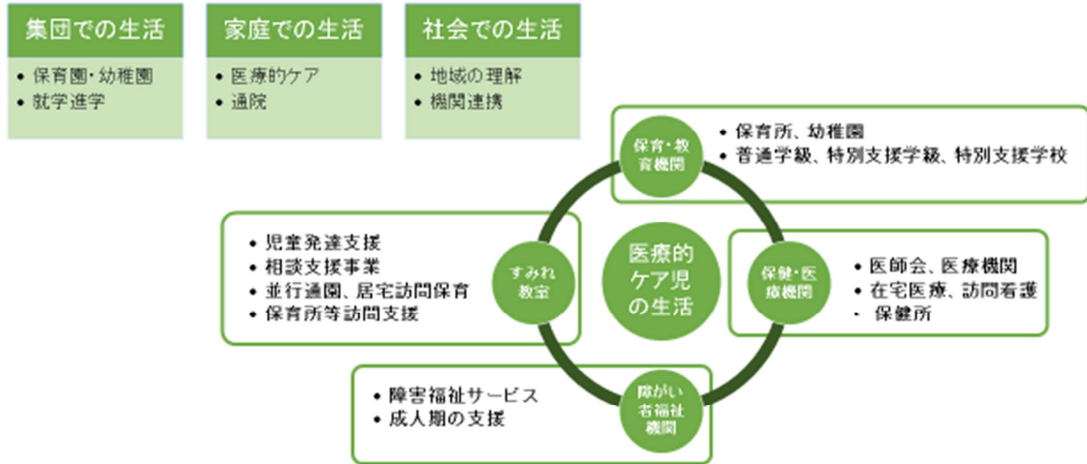 集団での生活
• 保育園・幼稚園
• 就学進学
家庭での生活
• 医療的ケア
• 通院
社会での生活
• 地域の理解
• 機関連携
保育・教
育機関
• 保育所、幼稚園
• 普通学級、特別支援学級、特別支援学校
• 児童発達支援
• 相談支援事業
• 並行通園、居宅訪問保育
• 保育所等訪問支援
すみれ
教室
医療的
ケア児
の生活
保健・医
療機関
• 医師会、医療機関
• 在宅医療、訪問看護
・ 保健所
• 障害福祉サービス
• 成人期の支援
障がい
者福祉
機関